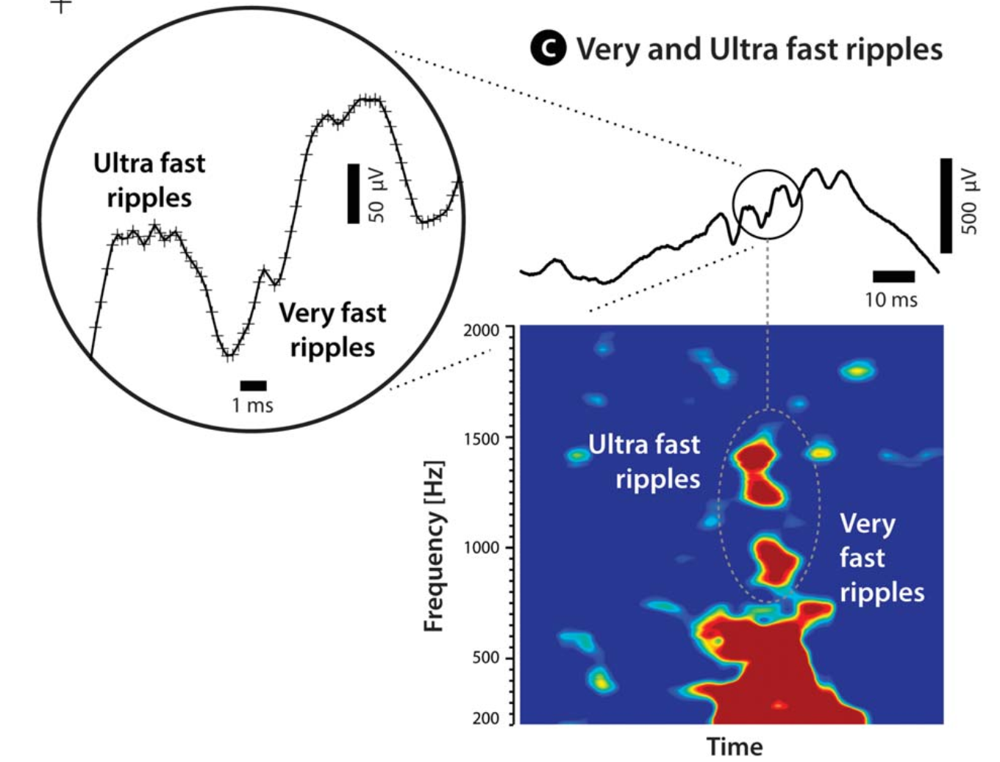 C Very and Ultra fast ripples
Ultra fast
ripples
50 µV
Very fast
ripples
1 ms
500 µV
10 ms
2000
1500
1000
500
200
Frequency [Hz]
Ultra fast
ripples
Very
fast
ripples
Time